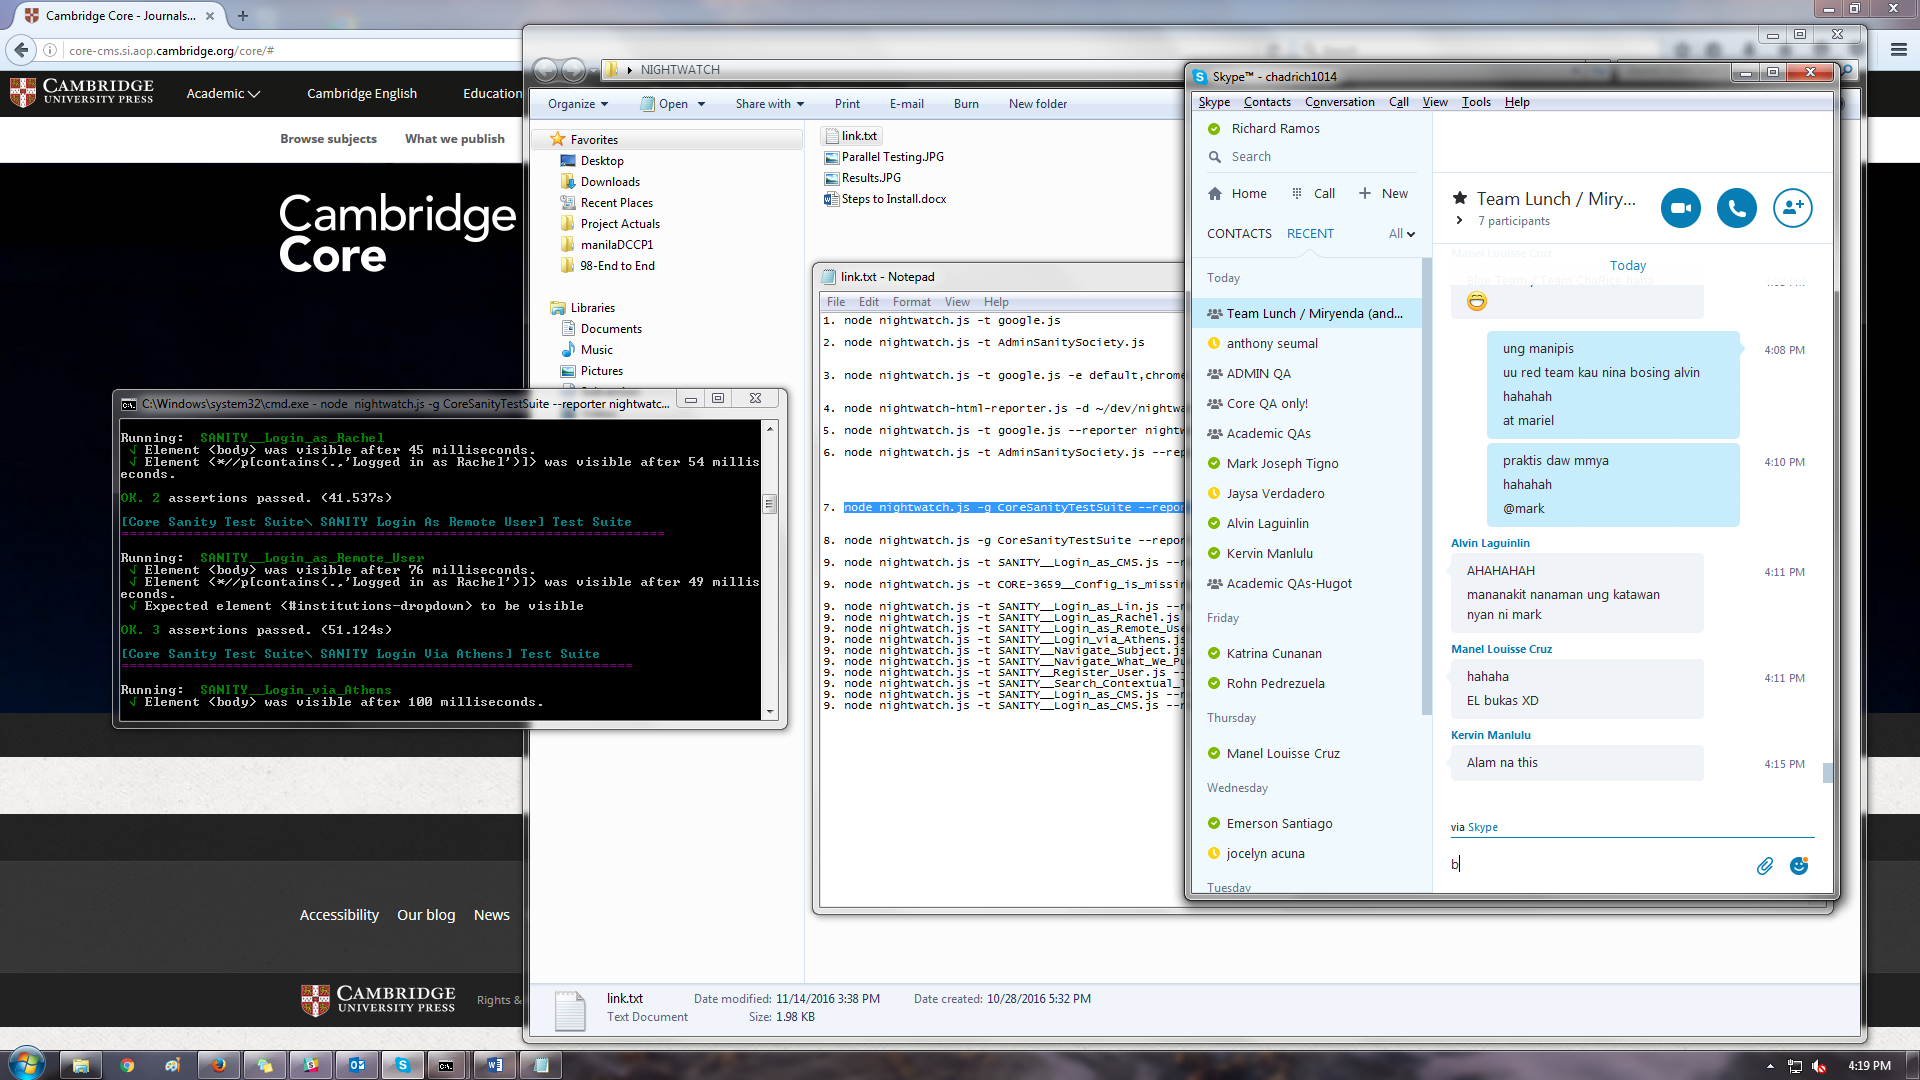 Cambridge Core - Journals...
core-cms.si.aop.cambridge.org/core/#
CAMBRIDGE
UNIVERSITY PRESS
Academic
Cambridge English
Education
Browse subjects
What we publish
Cambridge
Core
Accessibility
Our blog
News
CAMBRIDGE
UNIVERSITY PRESS
Rights &
NIGHTWATCH
Organize
Open
Share with
Print
E-mail
Burn
New folder
Favorites
Desktop
Downloads
Recent Places
Project Actuals
manilaDCCP1
98-End to End
Libraries
Documents
Music
Pictures
link.txt
Parallel Testing.JPG
Results.JPG
Steps to Install.docx
link.txt
Date modified: 11/14/2016 3:38 PM
Date created: 10/28/2016 5:32 PM
Text Document
Size: 1.98 KB
C:\Windows\system32\cmd.exe - node nightwatch.js -g CoreSanityTestSuite --reporter nightwatc...
Running: SANITY__Login_as_Rachel
√ Element <body> was visible after 45 milliseconds.
√ Element <*//p[contains(.,'Logged in as Rachel')]> was visible after 54 millis
econds.
OK. 2 assertions passed. (41.537s)
[Core Sanity Test Suite\ SANITY Login As Remote User] Test Suite
====================================================================
Running: SANITY__Login_as_Remote_User
√ Element <body> was visible after 76 milliseconds.
√ Element <*//p[contains(.,'Logged in as Rachel')]> was visible after 49 millis
econds.
√ Expected element <#institutions-dropdown> to be visible
OK. 3 assertions passed. (51.124s)
[Core Sanity Test Suite\ SANITY Login Via Athens] Test Suite
================================================================
Running: SANITY__Login_via_Athens
√ Element <body> was visible after 100 milliseconds.
link.txt - Notepad
File Edit Format View Help
1. node nightwatch.js -t google.js
2. node nightwatch.js -t AdminSanitySociety.js
3. node nightwatch.js -t google.js -e default,chrome
4. node nightwatch-html-reporter.js -d ~/dev/nightwa
5. node nightwatch.js -t google.js --reporter nightw
6. node nightwatch.js -t AdminSanitySociety.js --rep
7. node nightwatch.js -g CoreSanityTestSuite --repor
8. node nightwatch.js -g CoreSanityTestSuite --repor
9. node nightwatch.js -t SANITY__Login_as_CMS.js --r
9. node nightwatch.js -t CORE-3659__Config_is_missin
9. node nightwatch.js -t SANITY__Login_as_Lin.js --r
9. node nightwatch.js -t SANITY__Login_as_Rachel.js
9. node nightwatch.js -t SANITY__Login_as_Remote_Use
9. node nightwatch.js -t SANITY__Login_via_Athens.js
9. node nightwatch.js -t SANITY__Navigate_Subject.js
9. node nightwatch.js -t SANITY__Navigate_What_We_Pu
9. node nightwatch.js -t SANITY__Register_User.js --
9. node nightwatch.js -t SANITY__Search_Contextual_
9. node nightwatch.js -t SANITY__Login_as_CMS.js --r
9. node nightwatch.js -t SANITY__Login_as_CMS.js --r
Skype™ - chadrich1014
Skype Contacts Conversation Call View Tools Help
Richard Ramos
Search
Home
Call
New
CONTACTS
RECENT
All
Today
Team Lunch / Miryenda (and...
anthony seumal
ADMIN QA
Core QA only!
Academic QAs
Mark Joseph Tigno
Jaysa Verdadero
Alvin Laguinlin
Kervin Manlulu
Academic QAs-Hugot
Friday
Katrina Cunanan
Rohn Pedrezuela
Thursday
Manel Louisse Cruz
Wednesday
Emerson Santiago
jocelyn acuna
Tuesday
Team Lunch / Miry...
7 participants
Manel Louisse Cruz
Today
ung manipis
uu red team kau nina bosing alvin
hahahah
at mariel
4:08 PM
praktis daw mmya
hahahah
@mark
4:10 PM
Alvin Laguinlin
AHAHAHAH
mananakit nanaman ung katawan
nyan ni mark
4:11 PM
Manel Louisse Cruz
hahaha
EL bukas XD
4:11 PM
Kervin Manlulu
Alam na this
4:15 PM
via Skype
b
4:19 PM